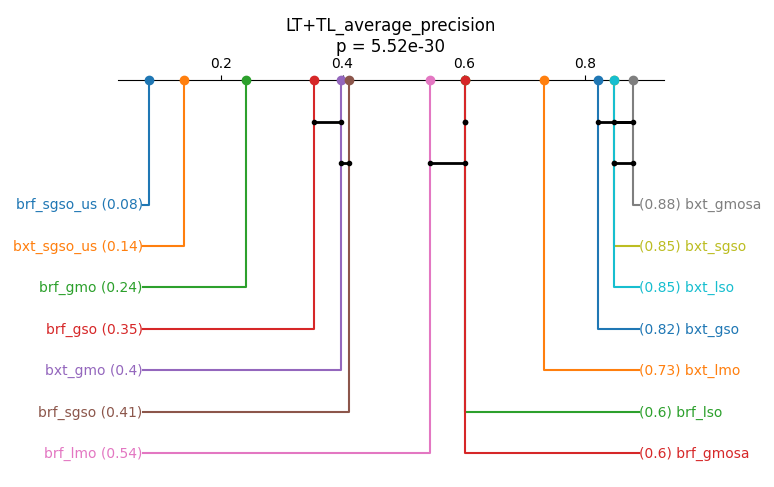 LT+TL_average_precision
p = 5.52e-30
0.2 0.4 0.6 0.8
brf_sgso_us (0.08) (0.88) bxt_gmosa
bxt_sgso_us (0.14) (0.85) bxt_sgso
brf_gmo (0.24) (0.85) bxt_lso
brf_gso (0.35) (0.82) bxt_gso
bxt_gmo (0.4) (0.73) bxt_lmo
brf_sgso (0.41) (0.6) brf_lso
brf_lmo (0.54) (0.6) brf_gmosa